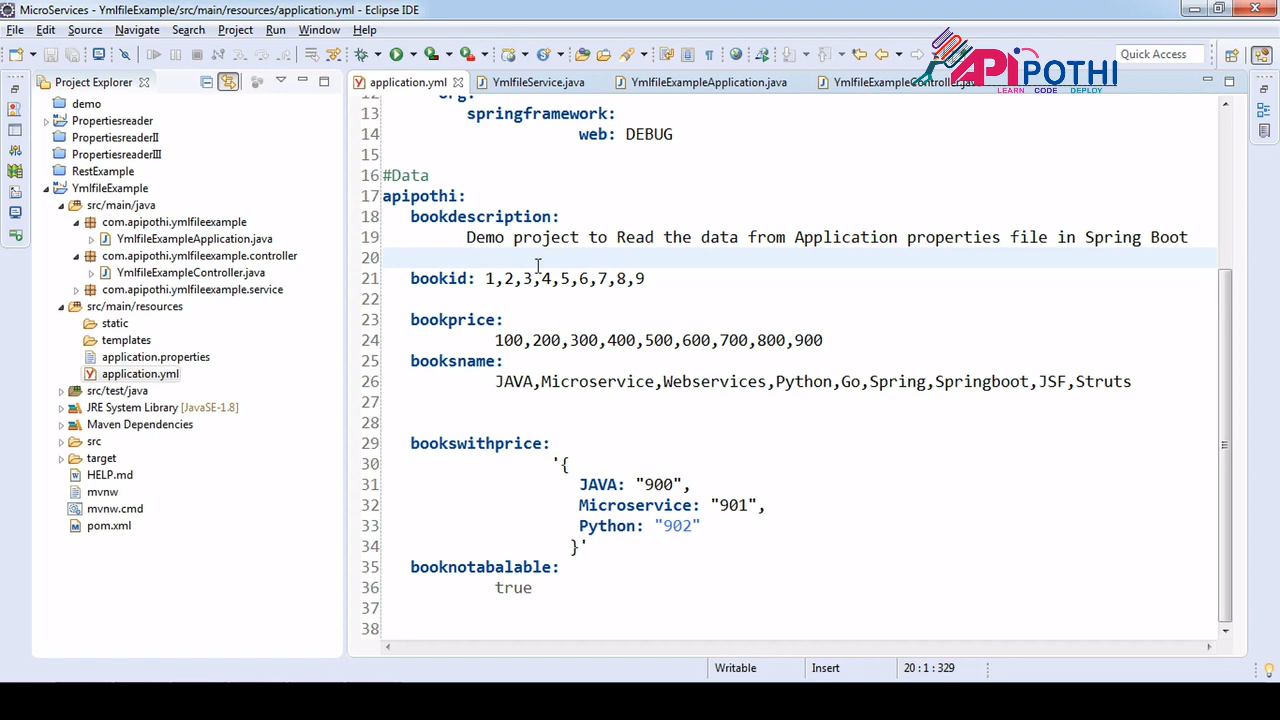 MicroServices - YmlfileExample/src/main/resources/application.yml - Eclipse IDE
File Edit Source Navigate Search Project Run Window Help
Quick Access
APIPOTHI
LEARN CODE DEPLOY
Project Explorer
application.yml YmlfileService.java YmlfileExampleApplication.java YmlfileExampleController.java
demo
Propertiesreader
PropertiesreaderII
PropertiesreaderIII
RestExample
YmlfileExample
src/main/java
com.apipothi.ymlfileexample
YmlfileExampleApplication.java
com.apipothi.ymlfileexample.controller
YmlfileExampleController.java
com.apipothi.ymlfileexample.service
src/main/resources
static
templates
application.properties
application.yml
src/test/java
JRE System Library [JavaSE-1.8]
Maven Dependencies
src
target
HELP.md
mvnw
mvnw.cmd
pom.xml
12 org:
13 springframework:
14 web: DEBUG
15
16 #Data
17 apipothi:
18 bookdescription:
19 Demo project to Read the data from Application properties file in Spring Boot
20
21 bookid: 1,2,3,4,5,6,7,8,9
22
23 bookprice:
24 100,200,300,400,500,600,700,800,900
25 booksname:
26 JAVA,Microservice,Webservices,Python,Go,Spring,Springboot,JSF,Struts
27
28
29 bookswithprice:
30 '{
31 JAVA: "900",
32 Microservice: "901",
33 Python: "902"
34 }'
35 booknotabalable:
36 true
37
38
Writable Insert 20 : 1 : 329